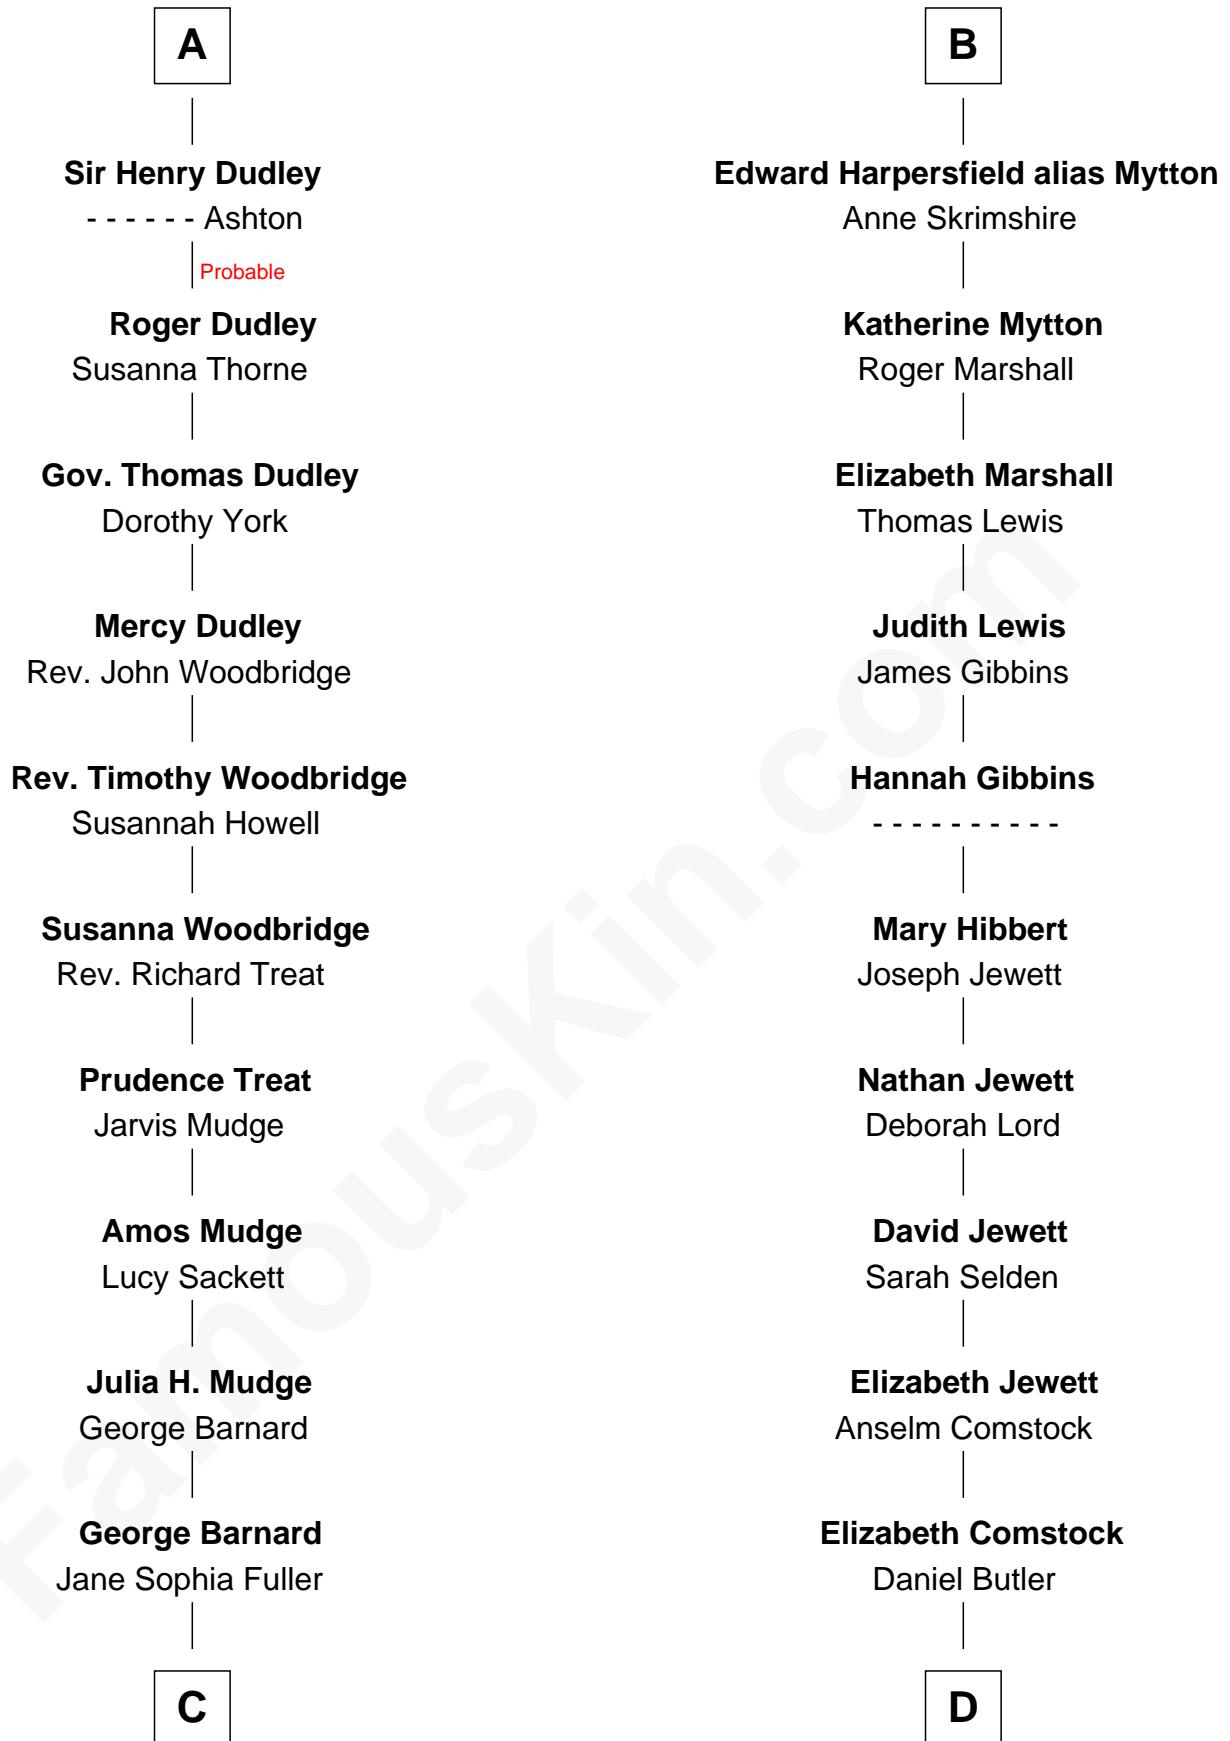 A
Sir Henry Dudley
- - - - - - Ashton
Probable
Roger Dudley
Susanna Thorne
Gov. Thomas Dudley
Dorothy York
Mercy Dudley
Rev. John Woodbridge
Rev. Timothy Woodbridge
Susannah Howell
Susanna Woodbridge
Rev. Richard Treat
Prudence Treat
Jarvis Mudge
Amos Mudge
Lucy Sackett
Julia H. Mudge
George Barnard
George Barnard
Jane Sophia Fuller
C
B
Edward Harpersfield alias Mytton
Anne Skrimshire
Katherine Mytton
Roger Marshall
Elizabeth Marshall
Thomas Lewis
Judith Lewis
James Gibbins
Hannah Gibbins
- - - - - - - - - -
Mary Hibbert
Joseph Jewett
Nathan Jewett
Deborah Lord
David Jewett
Sarah Selden
Elizabeth Jewett
Anselm Comstock
Elizabeth Comstock
Daniel Butler
D
FamousKin.com